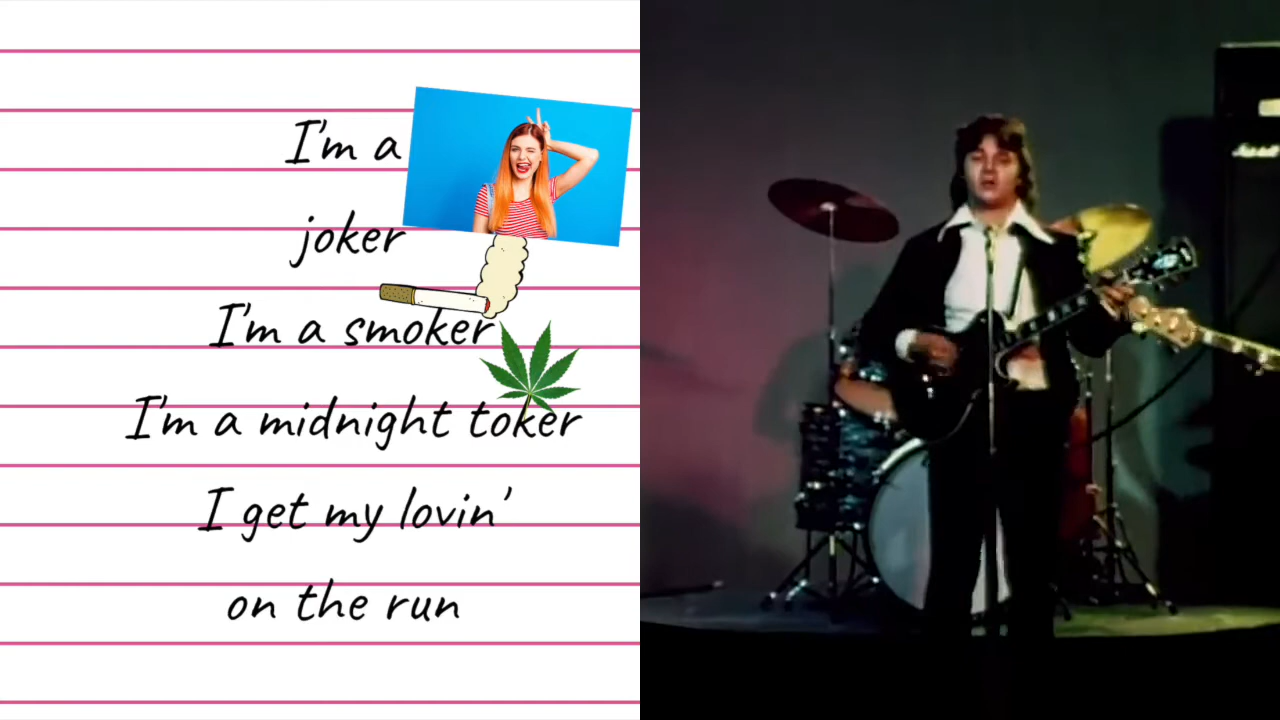 I'm a
joker
I'm a smoker
I'm a midnight toker
I get my lovin'
on the run